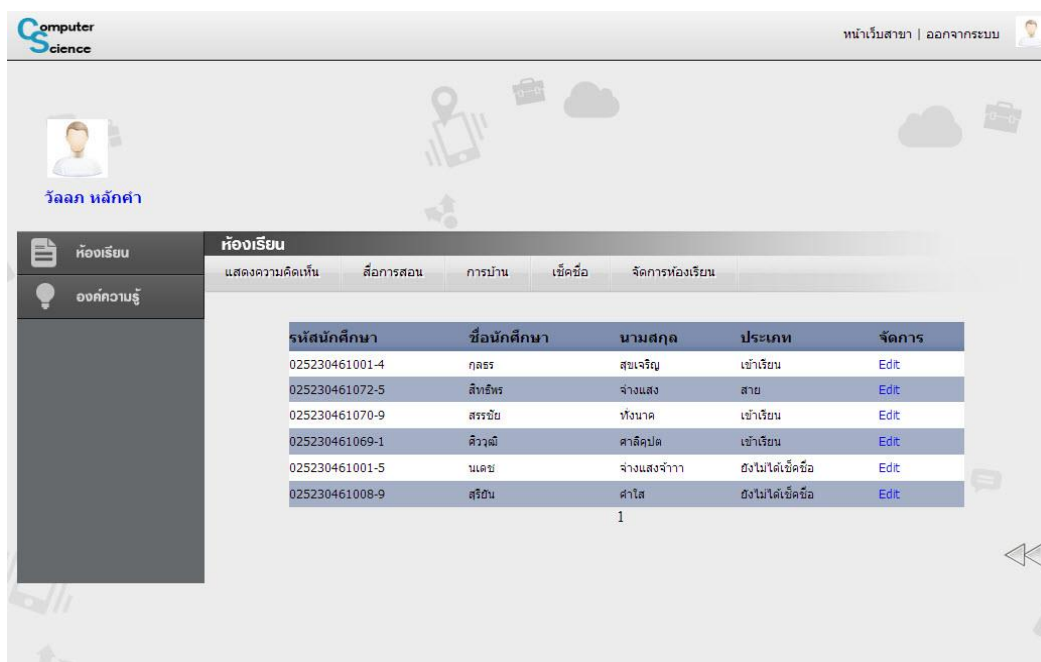 Computer
Science
หน้าเว็บสาขา | ออกจากระบบ
วัลลภ หลักคำ
ห้องเรียน
องค์ความรู้
ห้องเรียน
แสดงความคิดเห็น สื่อการสอน การบ้าน เช็คชื่อ จัดการห้องเรียน
รหัสนักศึกษา ชื่อนักศึกษา นามสกุล ประเภท จัดการ
025230461001-4 กุลธร สุขเจริญ เข้าเรียน Edit
025230461072-5 สิทธิพร จ่างแสง สาย Edit
025230461070-9 สรรชัย ทั่งนาค เข้าเรียน Edit
025230461069-1 ศิววุฒิ ศาลิคุปต เข้าเรียน Edit
025230461001-5 นเดช จ่างแสงจ้าาา ยังไม่ได้เช็คชื่อ Edit
025230461008-9 สุริยัน คำใส ยังไม่ได้เช็คชื่อ Edit
1